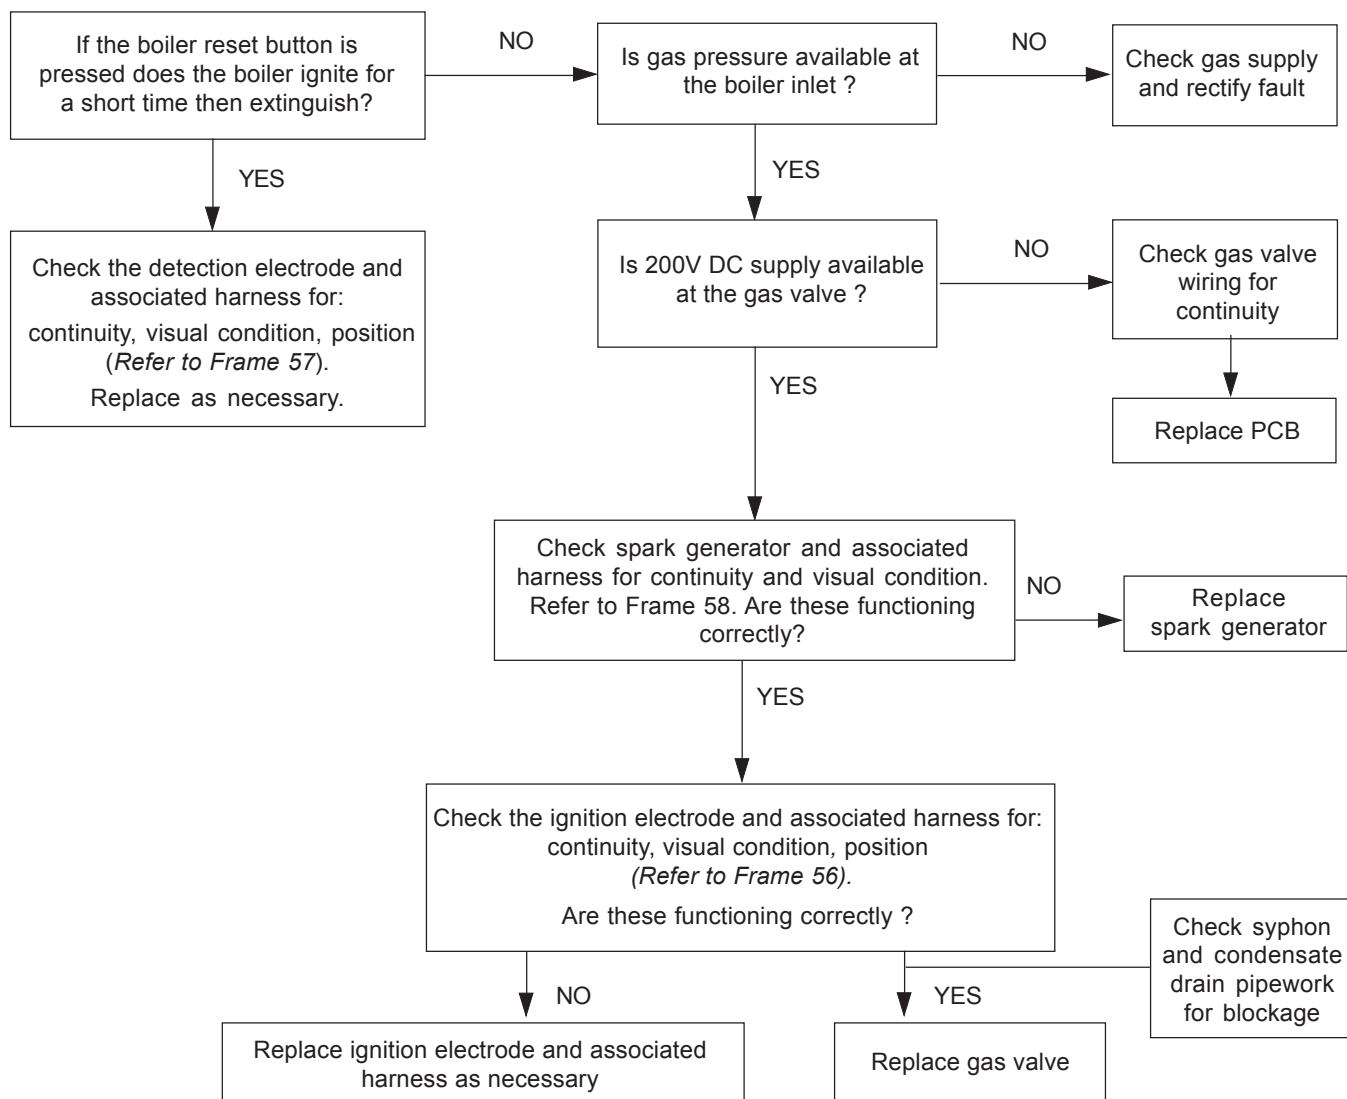 If the boiler reset button is
pressed does the boiler ignite for
a short time then extinguish?
NO
Is gas pressure available at
the boiler inlet ?
NO
Check gas supply
and rectify fault
YES
YES
Check the detection electrode and
associated harness for:
continuity, visual condition, position
(Refer to Frame 57).
Replace as necessary.
Is 200V DC supply available
at the gas valve ?
NO
Check gas valve
wiring for
continuity
YES
Replace PCB
Check spark generator and associated
harness for continuity and visual condition.
Refer to Frame 58. Are these functioning
correctly?
NO
Replace
spark generator
YES
Check the ignition electrode and associated harness for:
continuity, visual condition, position
(Refer to Frame 56).
Are these functioning correctly ?
Check syphon
and condensate
drain pipework
for blockage
NO
YES
Replace ignition electrode and associated
harness as necessary
Replace gas valve